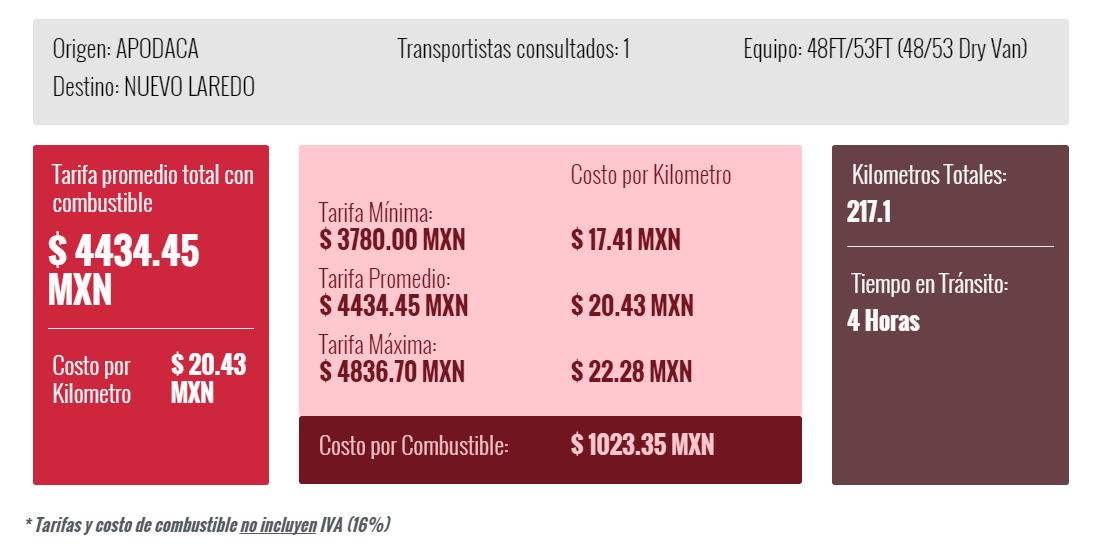 Origen: APODACA
Transportistas consultados: 1
Equipo: 48FT/53FT (48/53 Dry Van)
Destino: NUEVO LAREDO
Tarifa promedio total con
combustible
$ 4434.45
MXN
Costo por
Kilometro
$ 20.43
MXN
Costo por Kilometro
Tarifa Mínima:
$ 3780.00 MXN
$ 17.41 MXN
Tarifa Promedio:
$ 4434.45 MXN
$ 20.43 MXN
Tarifa Máxima:
$ 4836.70 MXN
$ 22.28 MXN
Costo por Combustible:
$ 1023.35 MXN
Kilometros Totales:
217.1
Tiempo en Tránsito:
4 Horas
* Tarifas y costo de combustible no incluyen IVA (16%)